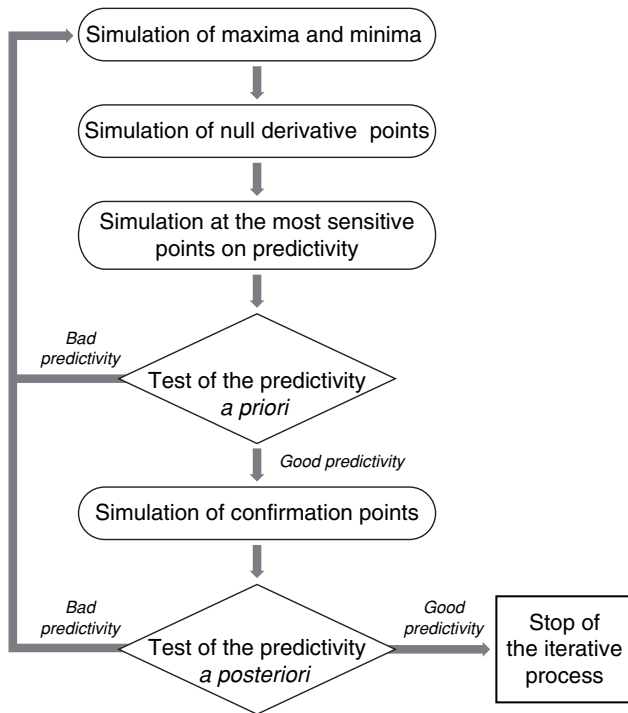 Simulation of maxima and minima
Simulation of null derivative points
Simulation at the most sensitive
points on predictivity
Bad
predictivity
Test of the predictivity
a priori
Good predictivity
Simulation of confirmation points
Bad
predictivity
Test of the predictivity
a posteriori
Good
predictivity
Stop of
the iterative
process